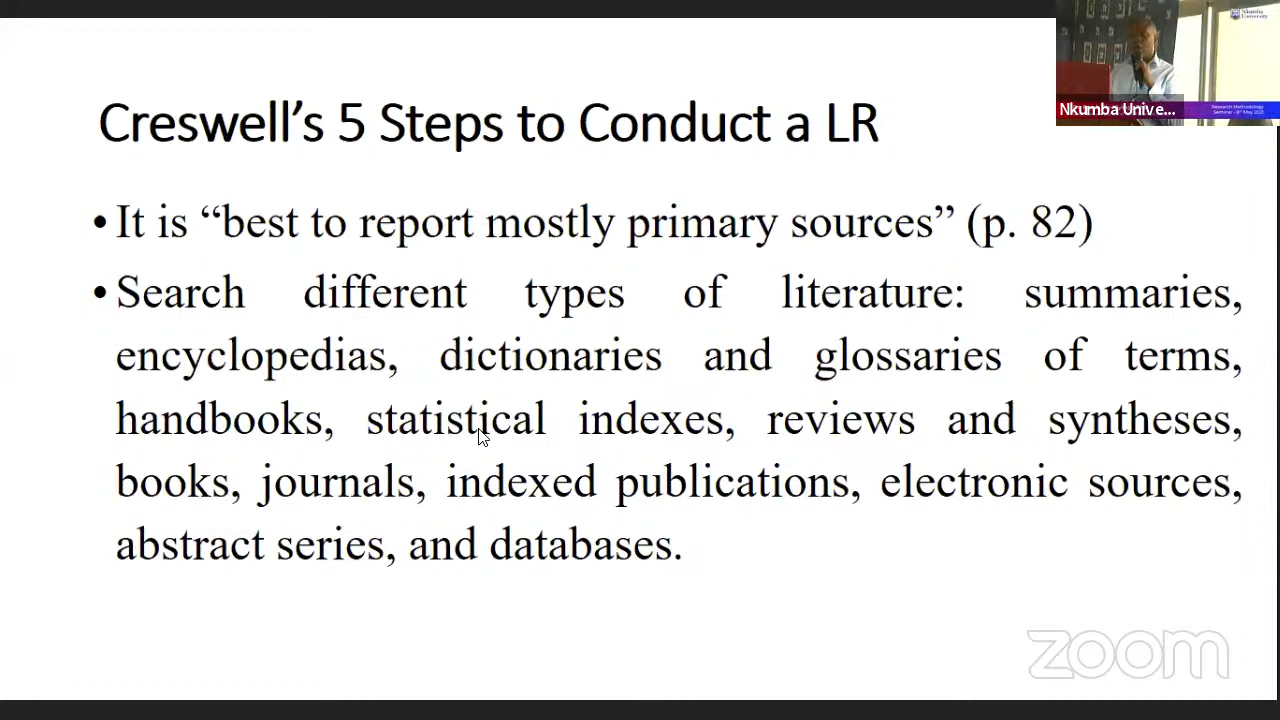 Creswell’s 5 Steps to Conduct a LR
• It is “best to report mostly primary sources” (p. 82)
• Search different types of literature: summaries,
encyclopedias, dictionaries and glossaries of terms,
handbooks, statistical indexes, reviews and syntheses,
books, journals, indexed publications, electronic sources,
abstract series, and databases.
Nkumba University
Nkumba Unive...
Research Methodology
Seminar - 8th May 2021
zoom